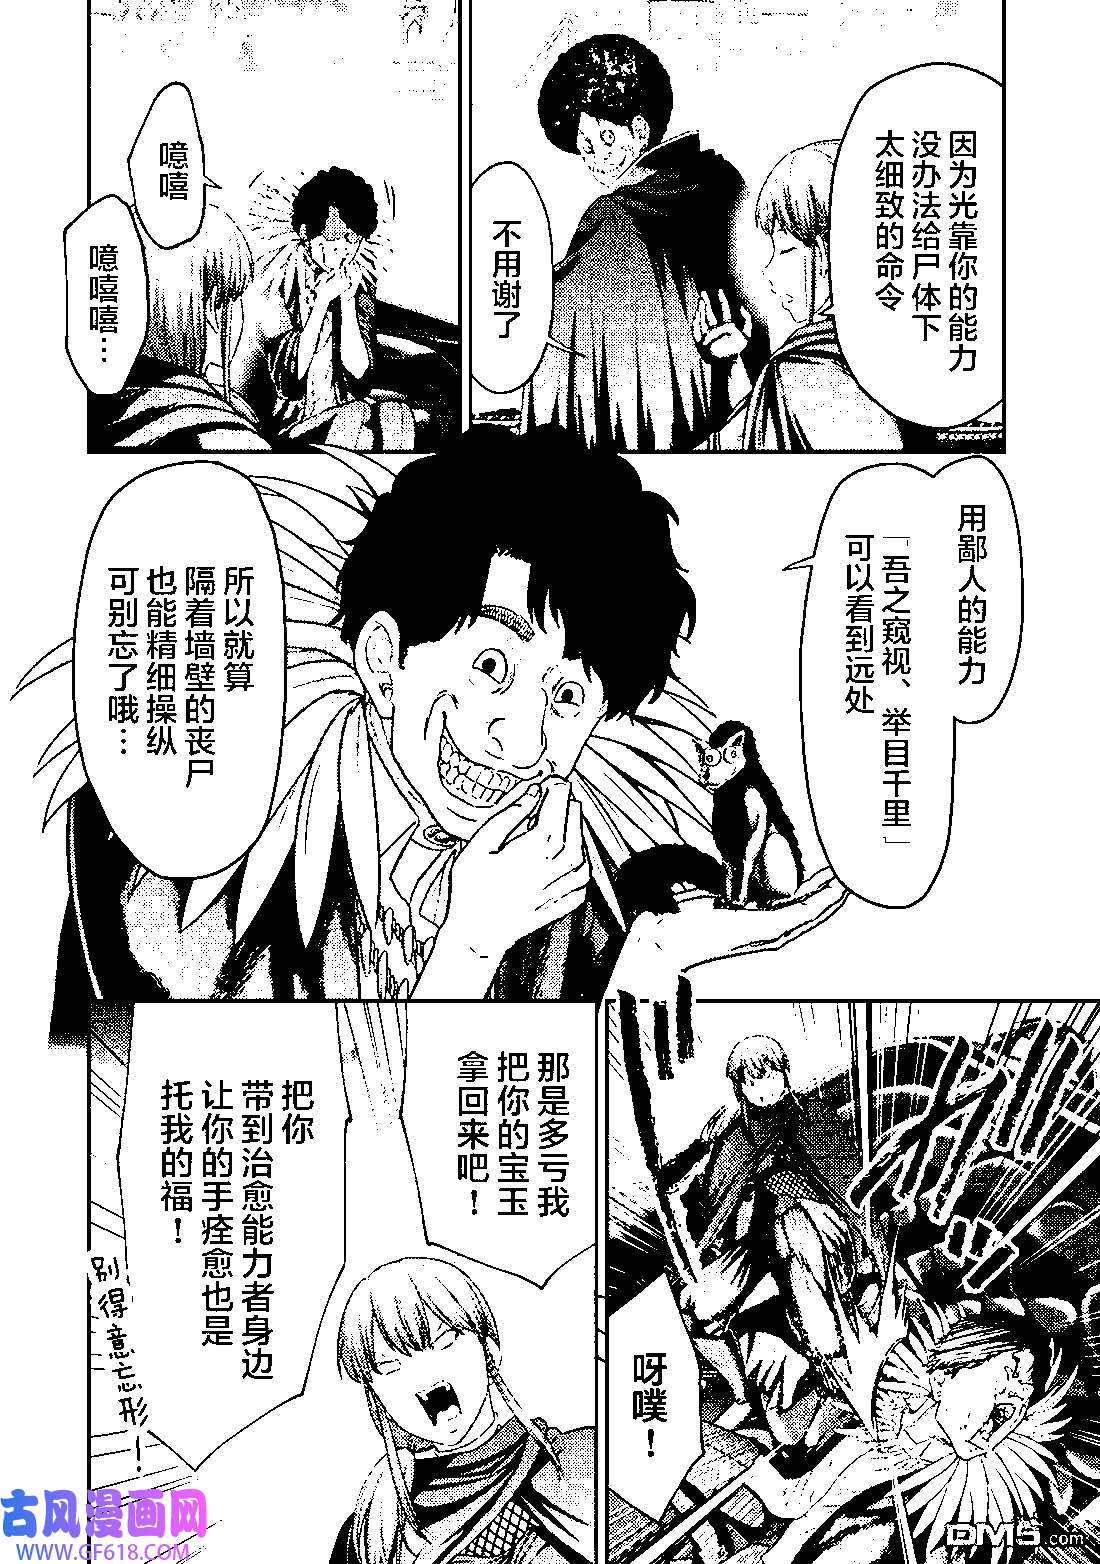 因为光靠你的能力
没办法给尸体下
太细致的命令
不用谢了
噫嘻
噫嘻嘻…
用鄙人的能力
「吾之窥视、举目千里」
可以看到远处
所以就算
隔着墙壁的丧尸
也能精细操纵
可别忘了哦…
呀噗！
那是多亏我
把你的宝玉
拿回来吧！
把你
带到治愈能力者身边
让你的手痊愈也是
托我的福！
别得意忘形！
古风漫画网
WWW.GF618.COM
DM5.com